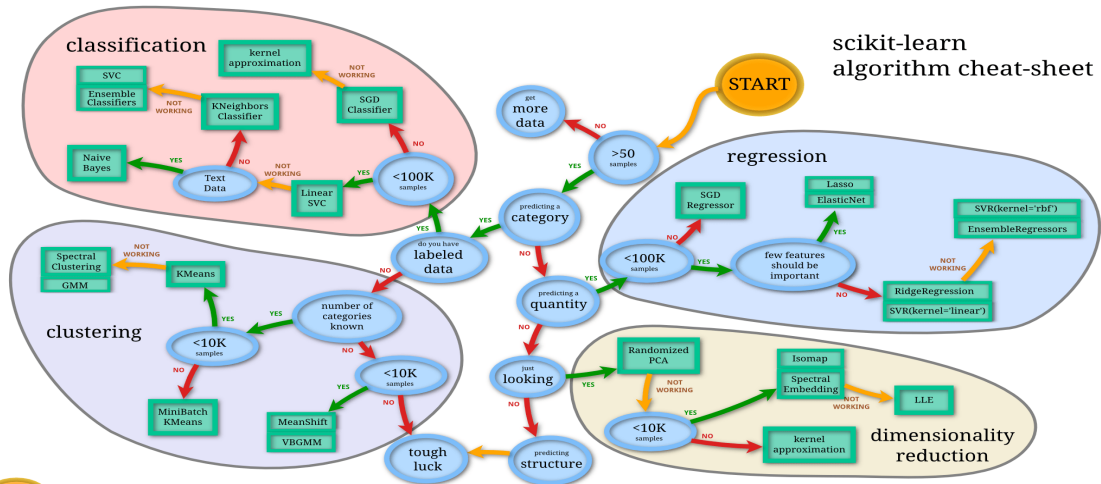 scikit-learn
algorithm cheat-sheet
START
>50
samples
NO
get
more
data
YES
predicting a
category
YES
do you have
labeled
data
NO
predicting a
quantity
YES
NO
just
looking
YES
NO
predicting
structure
tough
luck
classification
YES
<100K
samples
YES
NO
Linear
SVC
NOT
WORKING
Text
Data
YES
Naive
Bayes
NO
KNeighbors
Classifier
NOT
WORKING
SVC
Ensemble
Classifiers
SGD
Classifier
NOT
WORKING
kernel
approximation
clustering
NO
number of
categories
known
YES
<10K
samples
YES
KMeans
NOT
WORKING
Spectral
Clustering
GMM
NO
MiniBatch
KMeans
NO
<10K
samples
YES
MeanShift
VBGMM
NO
regression
<100K
samples
NO
SGD
Regressor
YES
few features
should be
important
YES
Lasso
ElasticNet
NO
RidgeRegression
SVR(kernel='linear')
NOT
WORKING
SVR(kernel='rbf')
EnsembleRegressors
dimensionality
reduction
Randomized
PCA
NOT
WORKING
<10K
samples
YES
Isomap
Spectral
Embedding
NOT
WORKING
LLE
NO
kernel
approximation